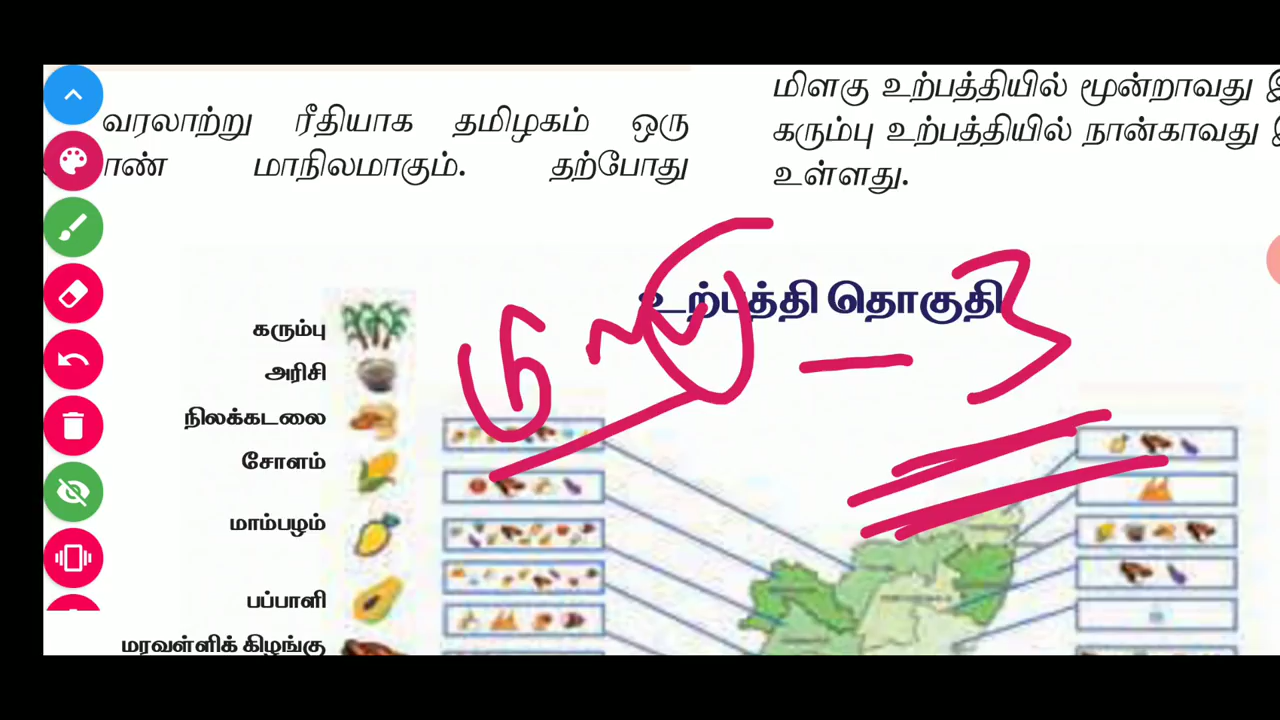 வரலாற்று ரீதியாக தமிழகம் ஒரு
மாநிலமாகும். தற்போது
மிளகு உற்பத்தியில் மூன்றாவது
கரும்பு உற்பத்தியில் நான்காவது
உள்ளது.
உற்பத்தி தொகுதி
– 3
கரும்பு
அரிசி
நிலக்கடலை
சோளம்
மாம்பழம்
பப்பாளி
மரவள்ளிக் கிழங்கு